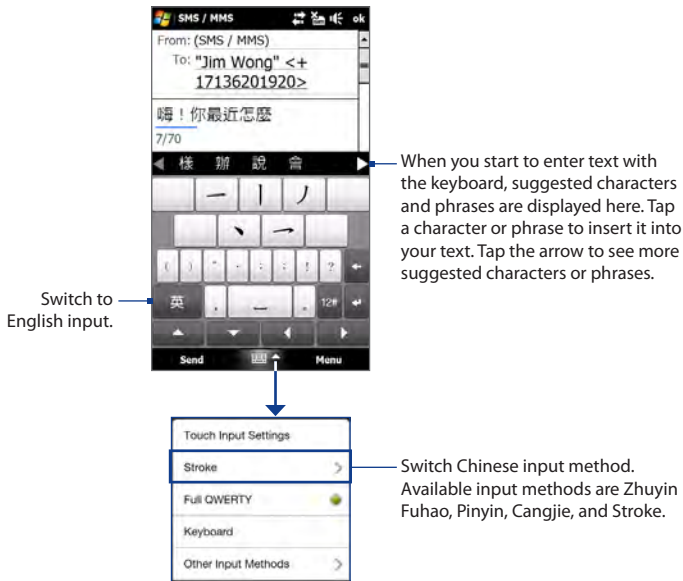 SMS / MMS ok
From: (SMS / MMS)
To: "Jim Wong" <+
17136201920>
嗨！你最近怎麼
7/70
樣 辦 說 會
When you start to enter text with
the keyboard, suggested characters
and phrases are displayed here. Tap
a character or phrase to insert it into
your text. Tap the arrow to see more
suggested characters or phrases.
一 丨 丿
丶 乛
( ) " , : ; ! ?
Switch to
English input.
英 , 。 12#
Send Menu
Touch Input Settings
Stroke
Switch Chinese input method.
Available input methods are Zhuyin
Fuhao, Pinyin, Cangjie, and Stroke.
Full QWERTY
Keyboard
Other Input Methods